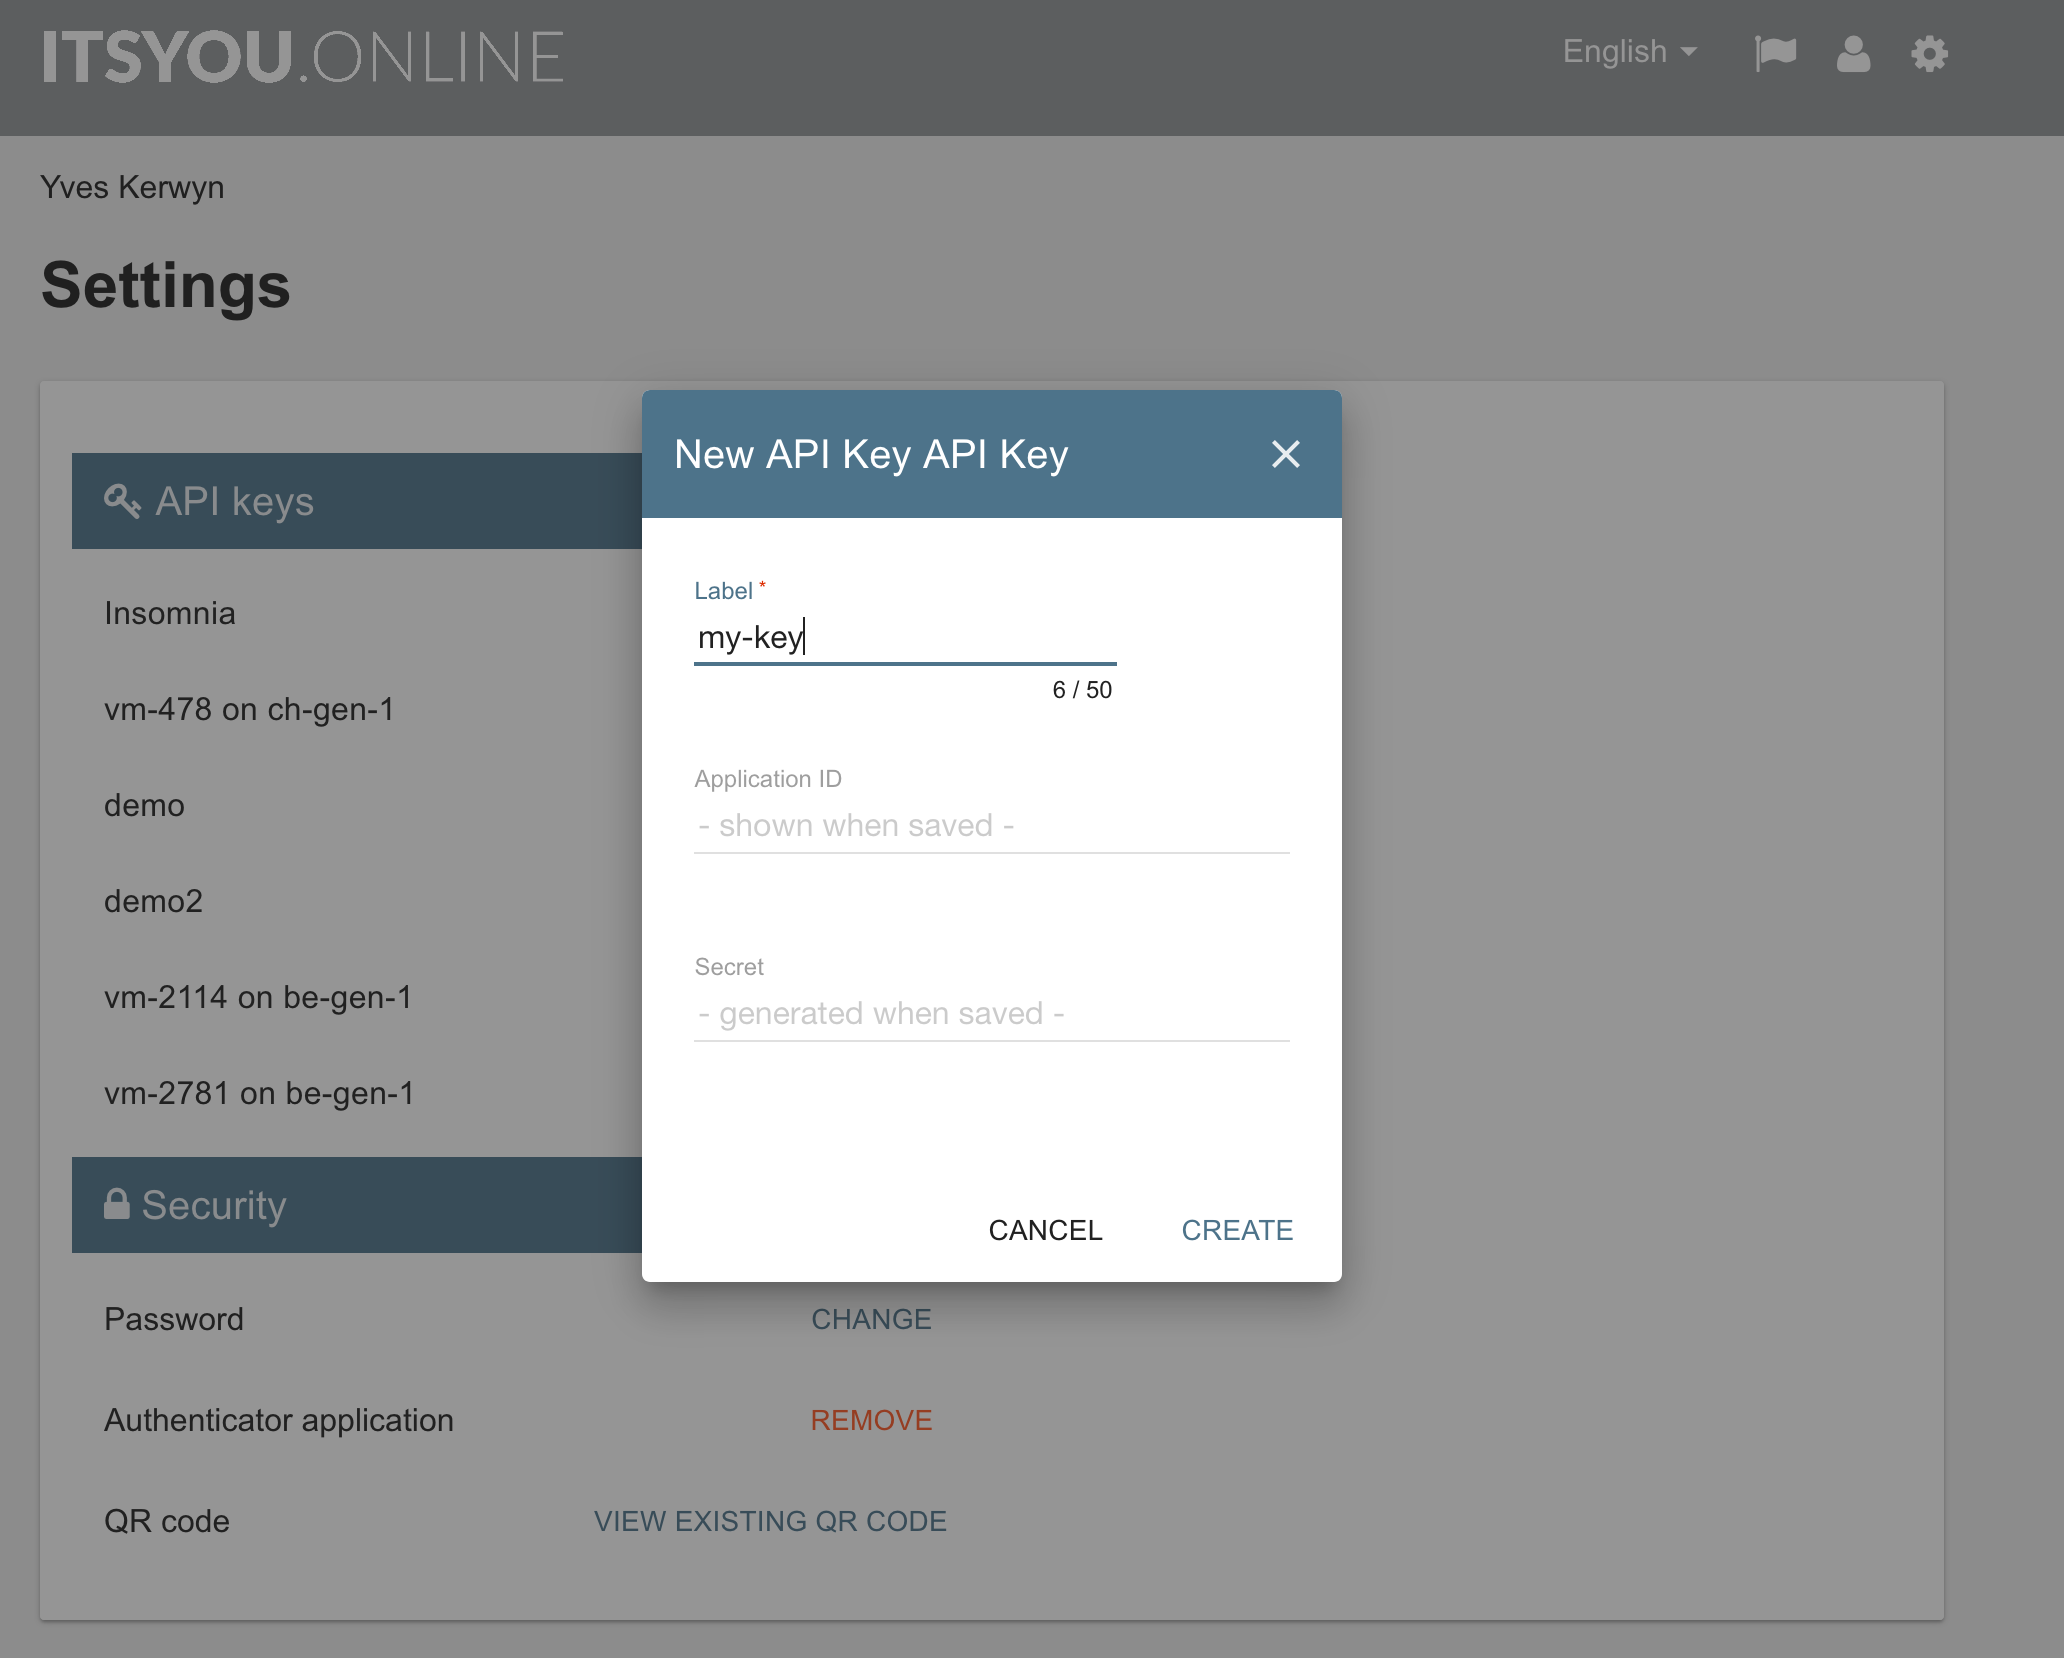 ITSYOU.ONLINE
English
Yves Kerwyn
Settings
API keys
Insomnia
vm-478 on ch-gen-1
demo
demo2
vm-2114 on be-gen-1
vm-2781 on be-gen-1
New API Key API Key
Label *
my-key
6 / 50
Application ID
- shown when saved -
Secret
- generated when saved -
CANCEL CREATE
Security
Password CHANGE
Authenticator application REMOVE
QR code VIEW EXISTING QR CODE